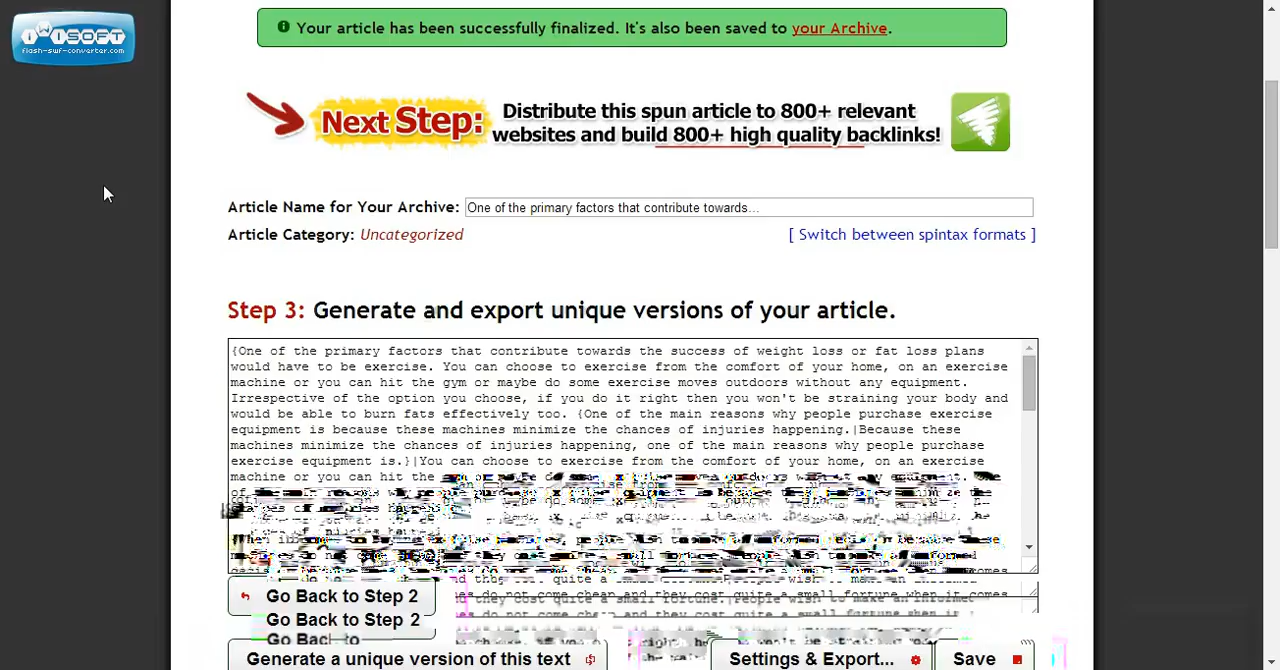 iWiSOFT
flash-swf-converter.com
Your article has been successfully finalized. It's also been saved to your Archive.
Next Step:
Distribute this spun article to 800+ relevant
websites and build 800+ high quality backlinks!
Article Name for Your Archive: One of the primary factors that contribute towards...
Article Category: Uncategorized
[ Switch between spintax formats ]
Step 3: Generate and export unique versions of your article.
{One of the primary factors that contribute towards the success of weight loss or fat loss plans
would have to be exercise. You can choose to exercise from the comfort of your home, on an exercise
machine or you can hit the gym or maybe do some exercise moves outdoors without any equipment.
Irrespective of the option you choose, if you do it right then you won't be straining your body and
would be able to burn fats effectively too. {One of the main reasons why people purchase exercise
equipment is because these machines minimize the chances of injuries happening.|Because these
machines minimize the chances of injuries happening, one of the main reasons why people purchase
exercise equipment is.}|You can choose to exercise from the comfort of your home, on an exercise
machine or you can hit the
Go Back to Step 2
Go Back to Step 2
Go Back to
Generate a unique version of this text
Settings & Export...
Save